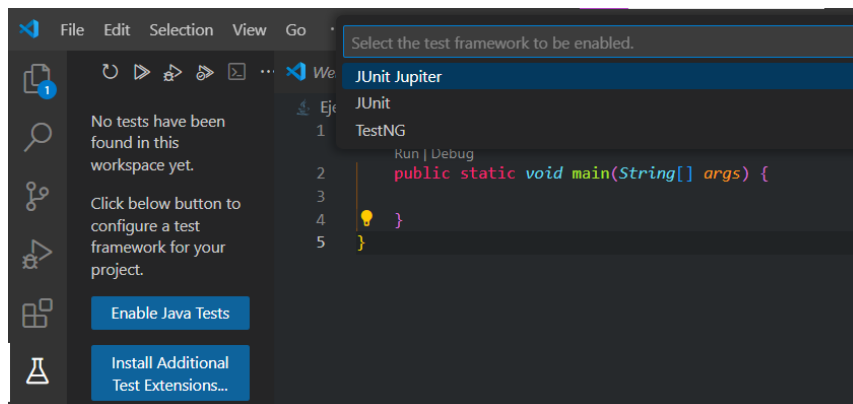 File Edit Selection View Go
Select the test framework to be enabled.
JUnit Jupiter
JUnit
TestNG
1
No tests have been
found in this
workspace yet.
Click below button to
configure a test
framework for your
project.
Enable Java Tests
Install Additional
Test Extensions...
We
Eje
1
Run | Debug
2 public static void main(String[] args) {
3
4 }
5 }